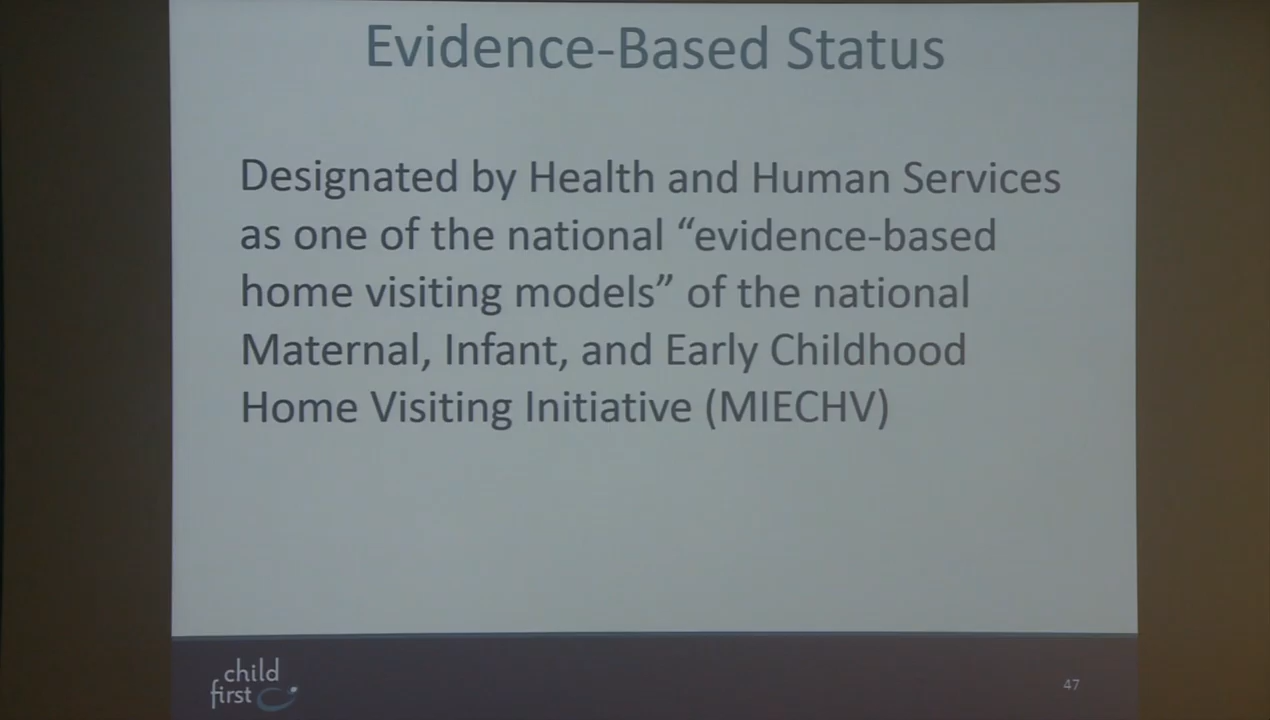 Evidence-Based Status
Designated by Health and Human Services
as one of the national “evidence-based
home visiting models” of the national
Maternal, Infant, and Early Childhood
Home Visiting Initiative (MIECHV)
child
first
47